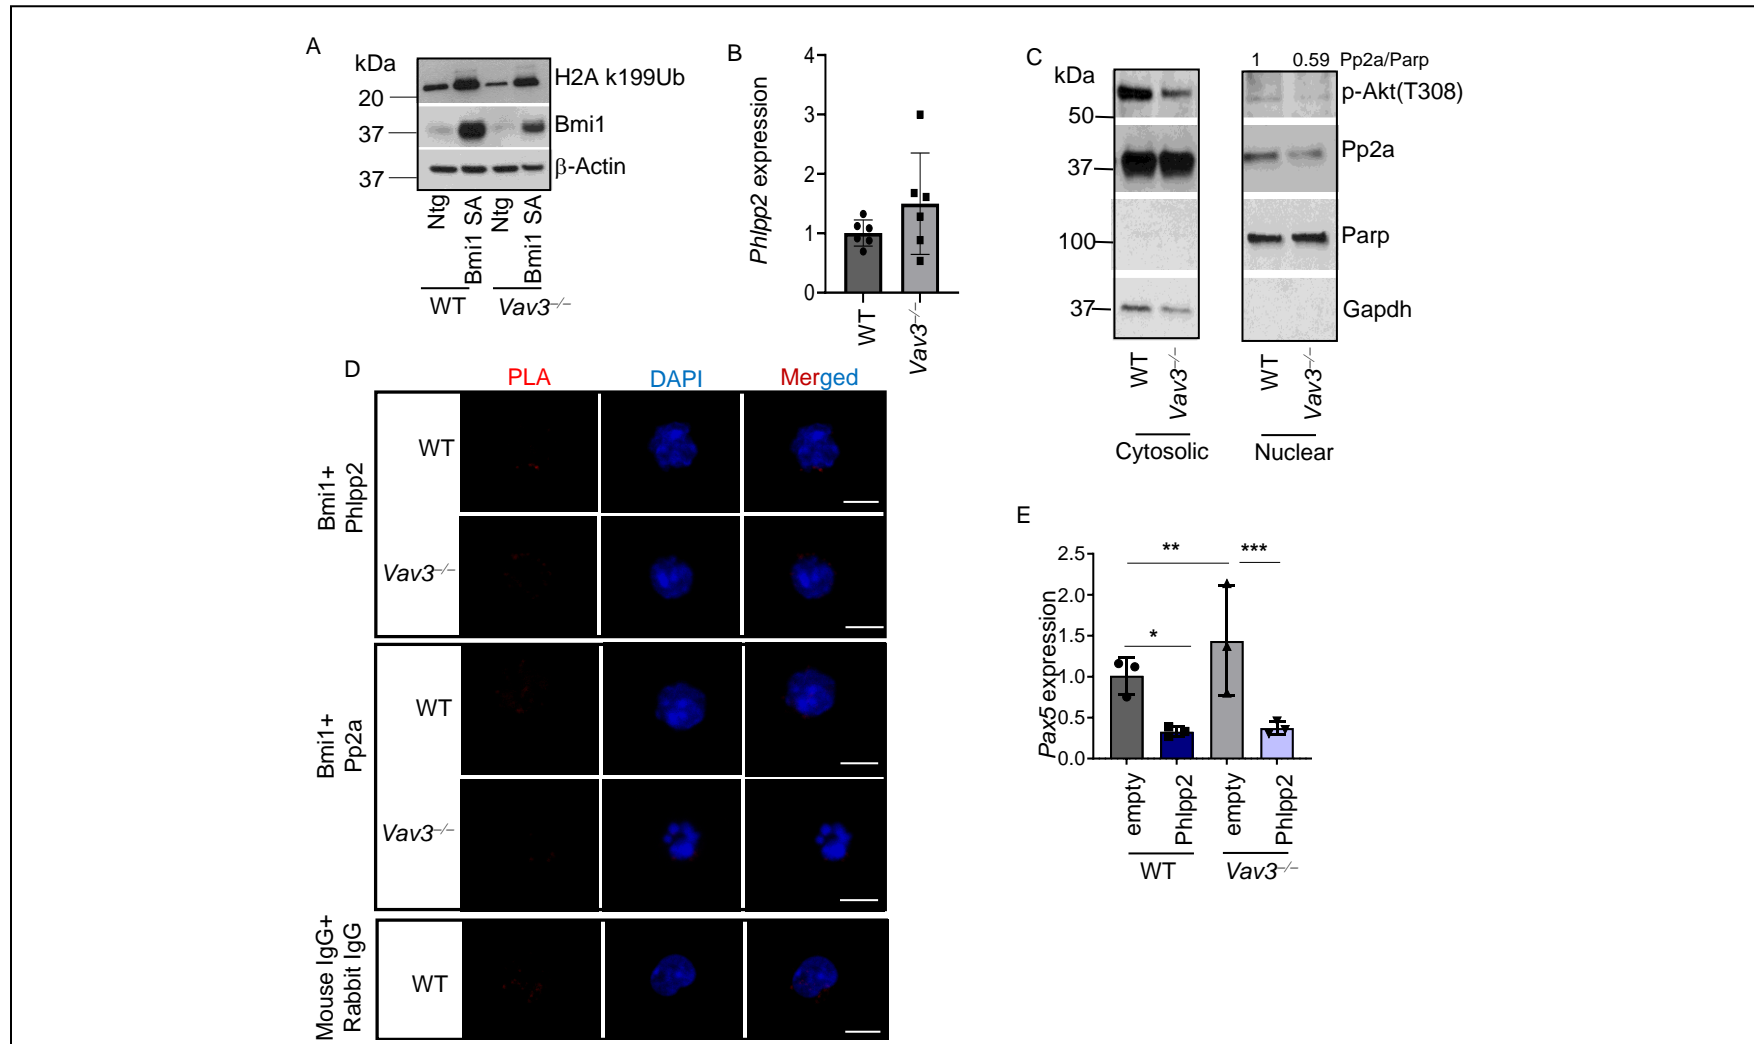 A
kDa
20
37
37
H2A k199Ub
Bmi1
β-Actin
Ntg
Bmi1 SA
Ntg
Bmi1 SA
WT
Vav3–/–
B
Phlpp2 expression
4
3
2
1
0
WT
Vav3–/–
C
kDa
50
37
100
37
1 0.59 Pp2a/Parp
p-Akt(T308)
Pp2a
Parp
Gapdh
WT
Vav3–/–
WT
Vav3–/–
Cytosolic
Nuclear
D
PLA DAPI Merged
Bmi1+
Phlpp2
WT
Vav3–/–
Bmi1+
Pp2a
WT
Vav3–/–
Mouse IgG+
Rabbit IgG
WT
E
Pax5 expression
2.5
2.0
1.5
1.0
0.5
0.0
** ***
*
empty
Phlpp2
empty
Phlpp2
WT
Vav3–/–